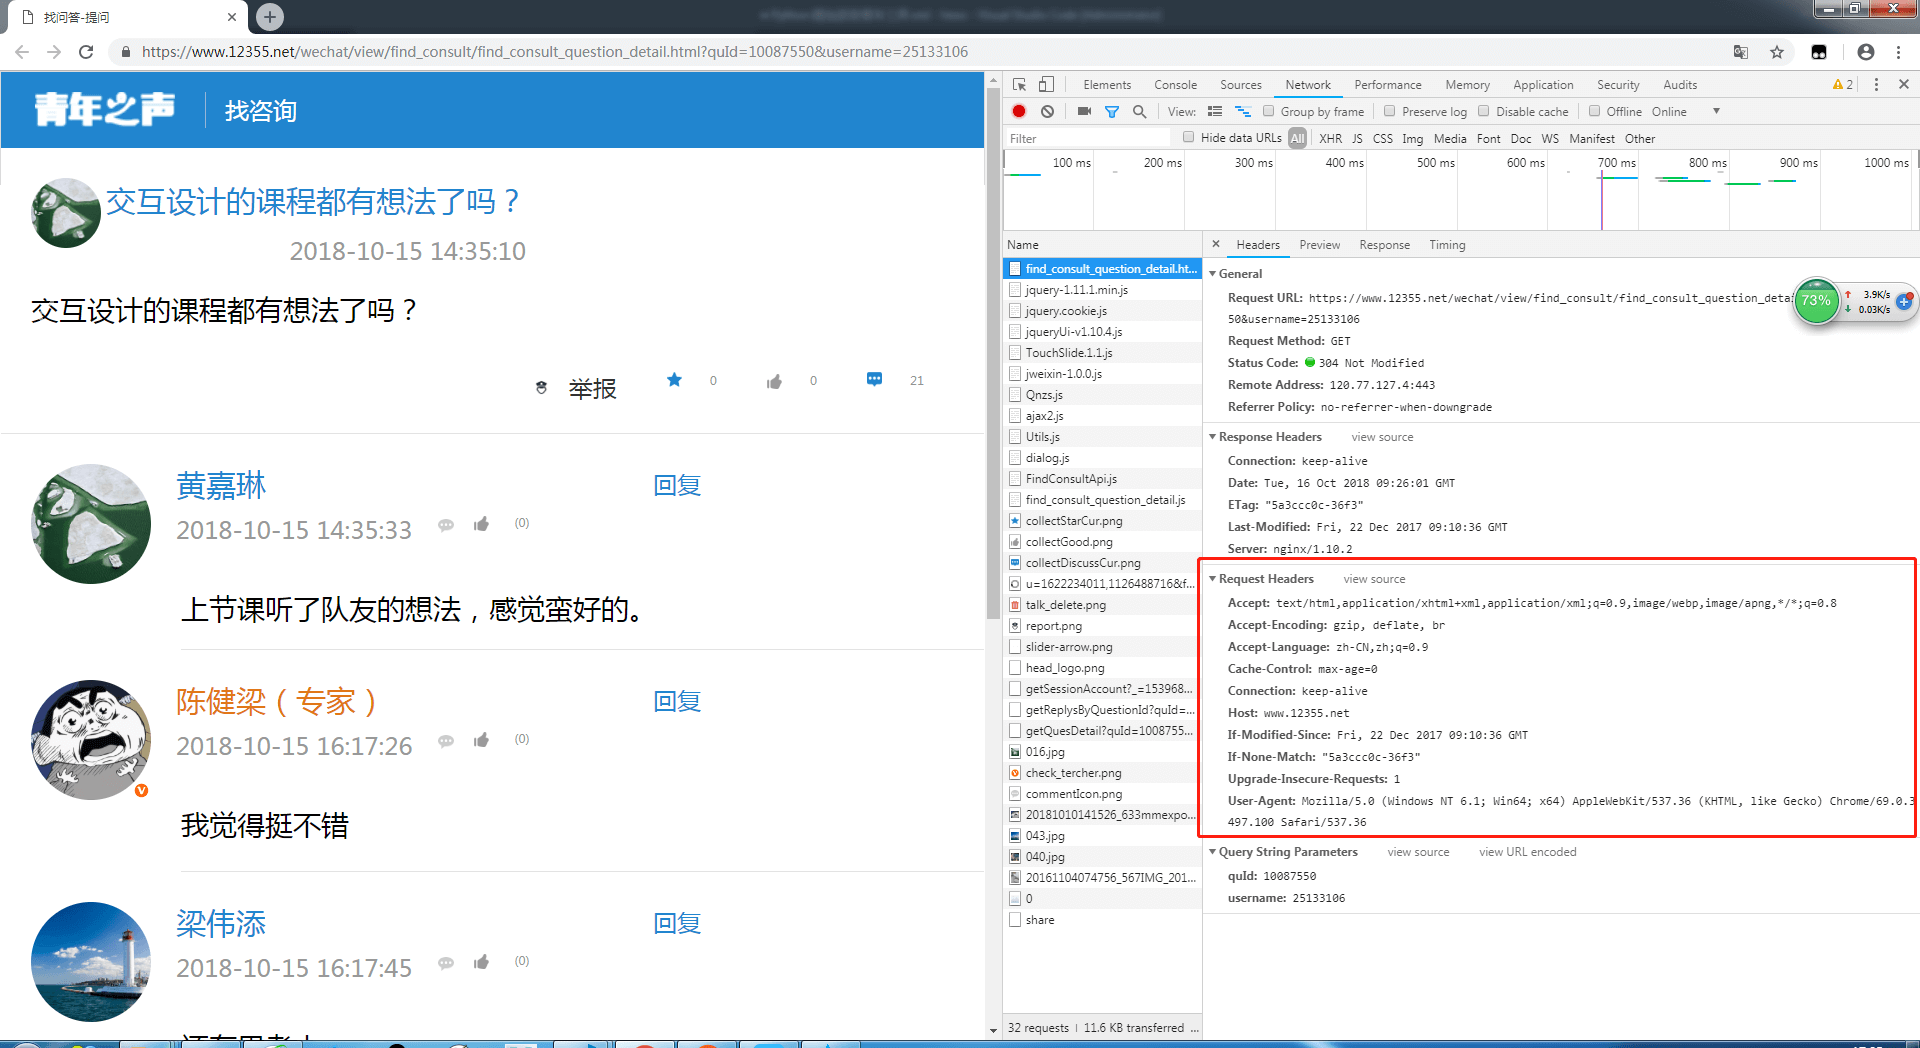 找问答-提问
https://www.12355.net/wechat/view/find_consult/find_consult_question_detail.html?quId=10087550&username=25133106
青年之声 找咨询
交互设计的课程都有想法了吗？
2018-10-15 14:35:10
交互设计的课程都有想法了吗？
举报 0 0 21
黄嘉琳 回复
2018-10-15 14:35:33 (0)
上节课听了队友的想法，感觉蛮好的。
陈健梁（专家） 回复
2018-10-15 16:17:26 (0)
我觉得挺不错
梁伟添 回复
2018-10-15 16:17:45 (0)
Elements Console Sources Network Performance Memory Application Security Audits 2
View: Group by frame Preserve log Disable cache Offline Online
Filter Hide data URLs All XHR JS CSS Img Media Font Doc WS Manifest Other
100 ms 200 ms 300 ms 400 ms 500 ms 600 ms 700 ms 800 ms 900 ms 1000 ms
Name
find_consult_question_detail.ht...
jquery-1.11.1.min.js
jquery.cookie.js
jqueryUi-v1.10.4.js
TouchSlide.1.1.js
jweixin-1.0.0.js
Qnzs.js
ajax2.js
Utils.js
dialog.js
FindConsultApi.js
find_consult_question_detail.js
collectStarCur.png
collectGood.png
collectDiscussCur.png
u=1622234011,1126488716&f...
talk_delete.png
report.png
slider-arrow.png
head_logo.png
getSessionAccount?_=153968...
getReplysByQuestionId?quId=...
getQuesDetail?quId=1008755...
016.jpg
check_tercher.png
commentIcon.png
20181010141526_633mmexpo...
043.jpg
040.jpg
20161104074756_567IMG_201...
0
share
32 requests | 11.6 KB transferred ...
Headers Preview Response Timing
General
Request URL: https://www.12355.net/wechat/view/find_consult/find_consult_question_deta
50&username=25133106
Request Method: GET
Status Code: 304 Not Modified
Remote Address: 120.77.127.4:443
Referrer Policy: no-referrer-when-downgrade
73% 3.9K/s
0.03K/s
Response Headers view source
Connection: keep-alive
Date: Tue, 16 Oct 2018 09:26:01 GMT
ETag: "5a3ccc0c-36f3"
Last-Modified: Fri, 22 Dec 2017 09:10:36 GMT
Server: nginx/1.10.2
Request Headers view source
Accept: text/html,application/xhtml+xml,application/xml;q=0.9,image/webp,image/apng,*/*;q=0.8
Accept-Encoding: gzip, deflate, br
Accept-Language: zh-CN,zh;q=0.9
Cache-Control: max-age=0
Connection: keep-alive
Host: www.12355.net
If-Modified-Since: Fri, 22 Dec 2017 09:10:36 GMT
If-None-Match: "5a3ccc0c-36f3"
Upgrade-Insecure-Requests: 1
User-Agent: Mozilla/5.0 (Windows NT 6.1; Win64; x64) AppleWebKit/537.36 (KHTML, like Gecko) Chrome/69.0.3
497.100 Safari/537.36
Query String Parameters view source view URL encoded
quId: 10087550
username: 25133106